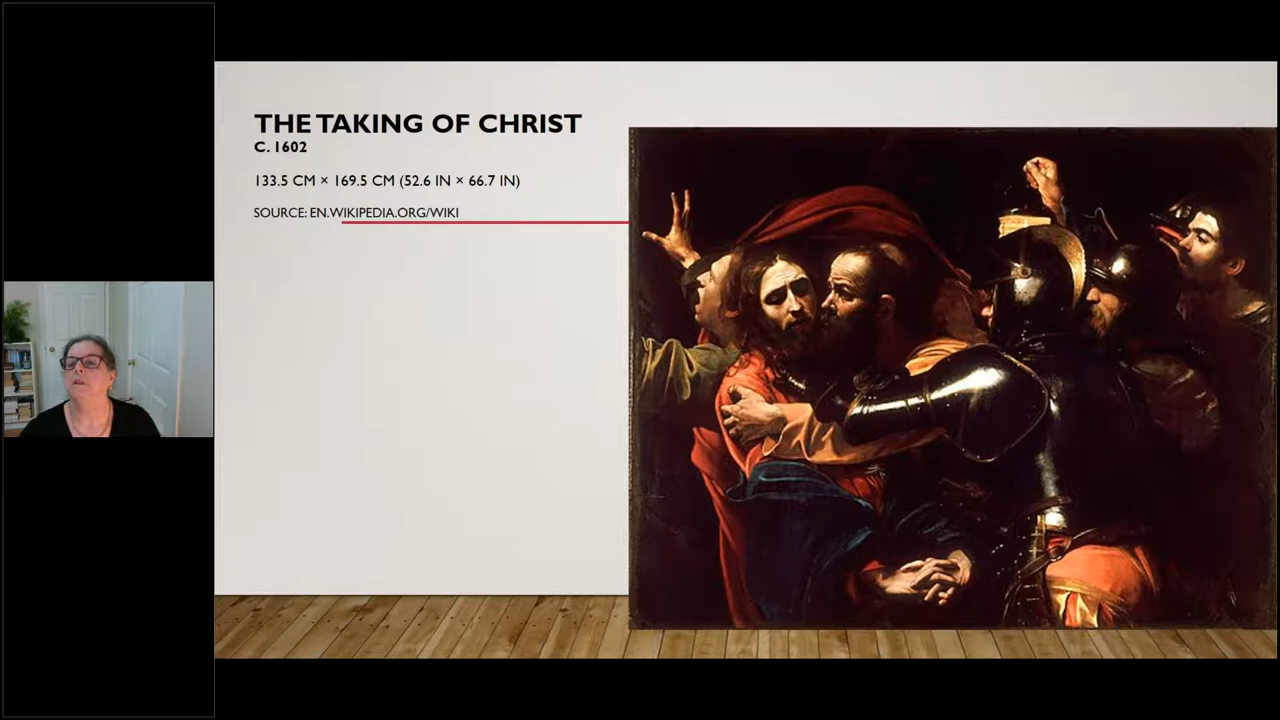 THE TAKING OF CHRIST
C. 1602
133.5 CM × 169.5 CM (52.6 IN × 66.7 IN)
SOURCE: EN.WIKIPEDIA.ORG/WIKI